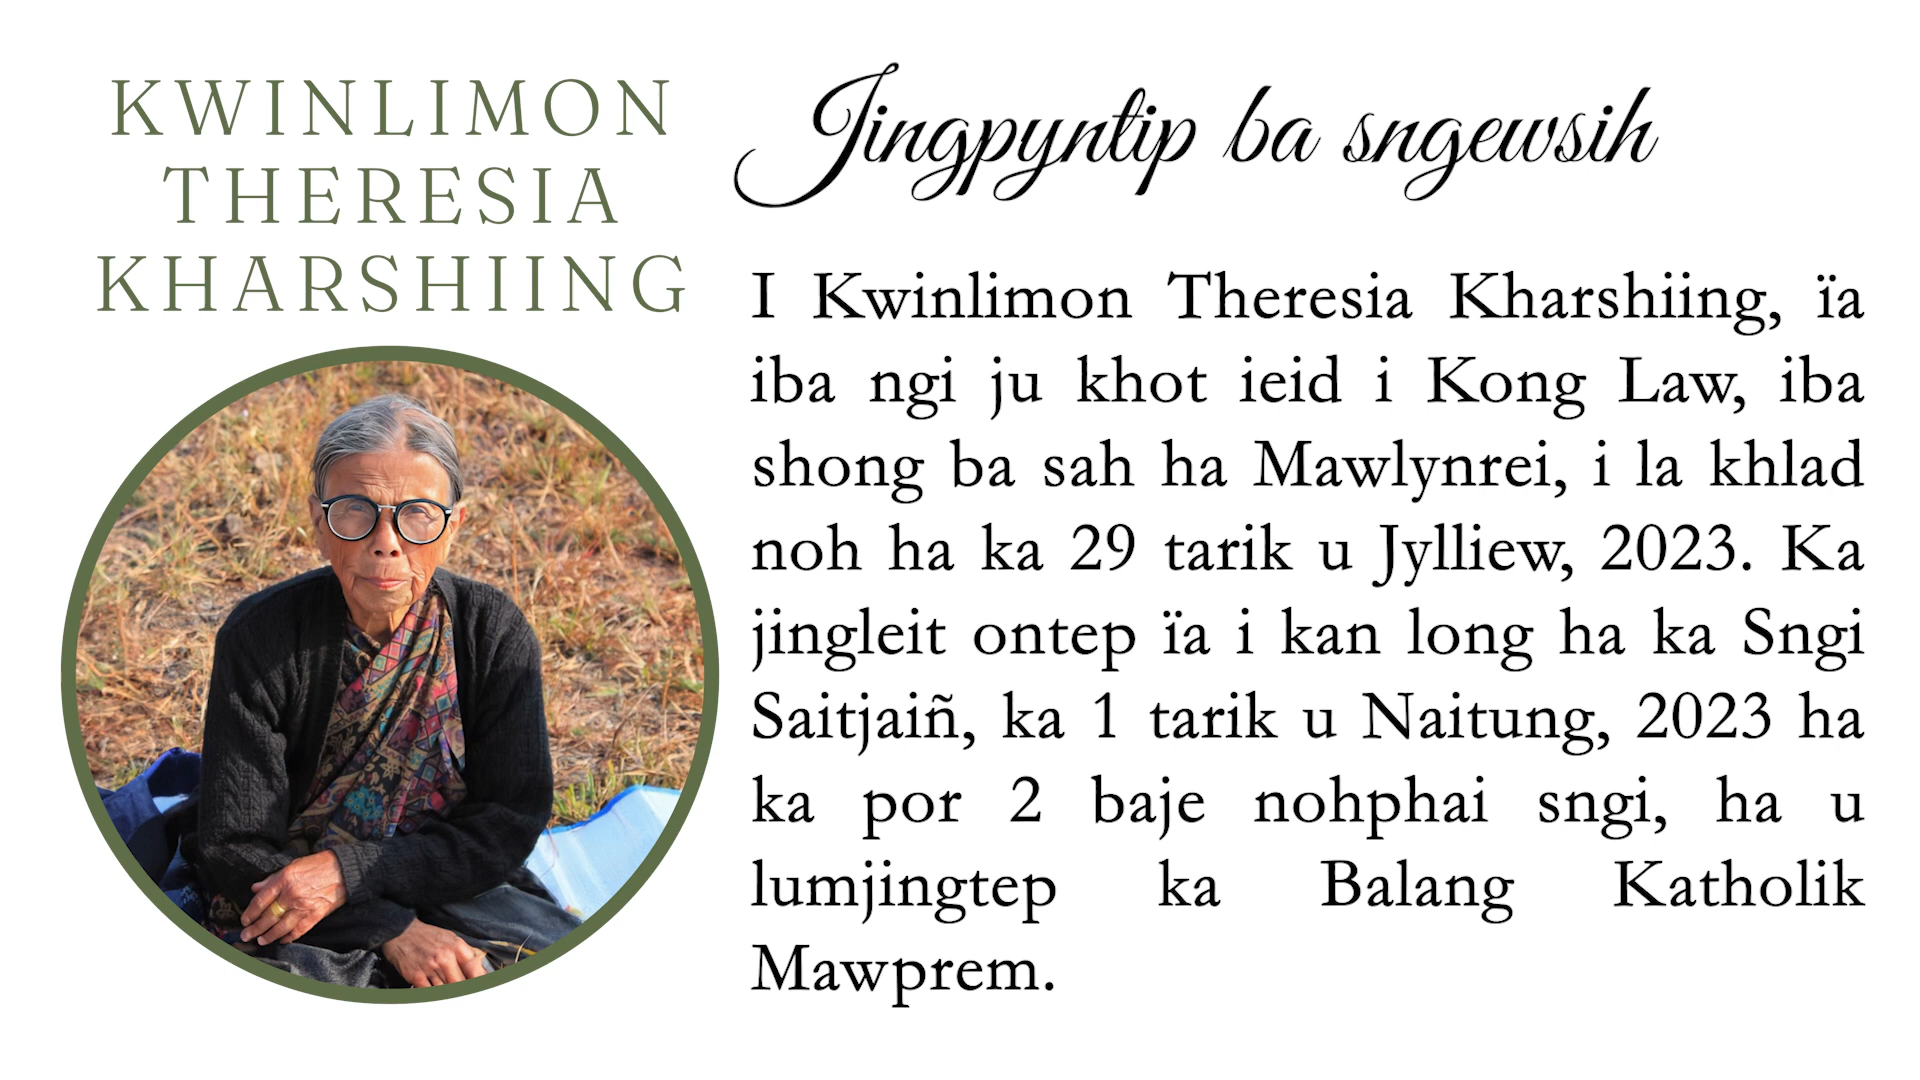 KWINLIMON
THERESIA
KHARSHIING
Jingpyntip ba sngewsih
I Kwinlimon Theresia Kharshiing, ïa
iba ngi ju khot ieid i Kong Law, iba
shong ba sah ha Mawlynrei, i la khlad
noh ha ka 29 tarik u Jylliew, 2023. Ka
jingleit ontep ïa i kan long ha ka Sngi
Saitjaiñ, ka 1 tarik u Naitung, 2023 ha
ka por 2 baje nohphai sngi, ha u
lumjingtep ka Balang Katholik
Mawprem.